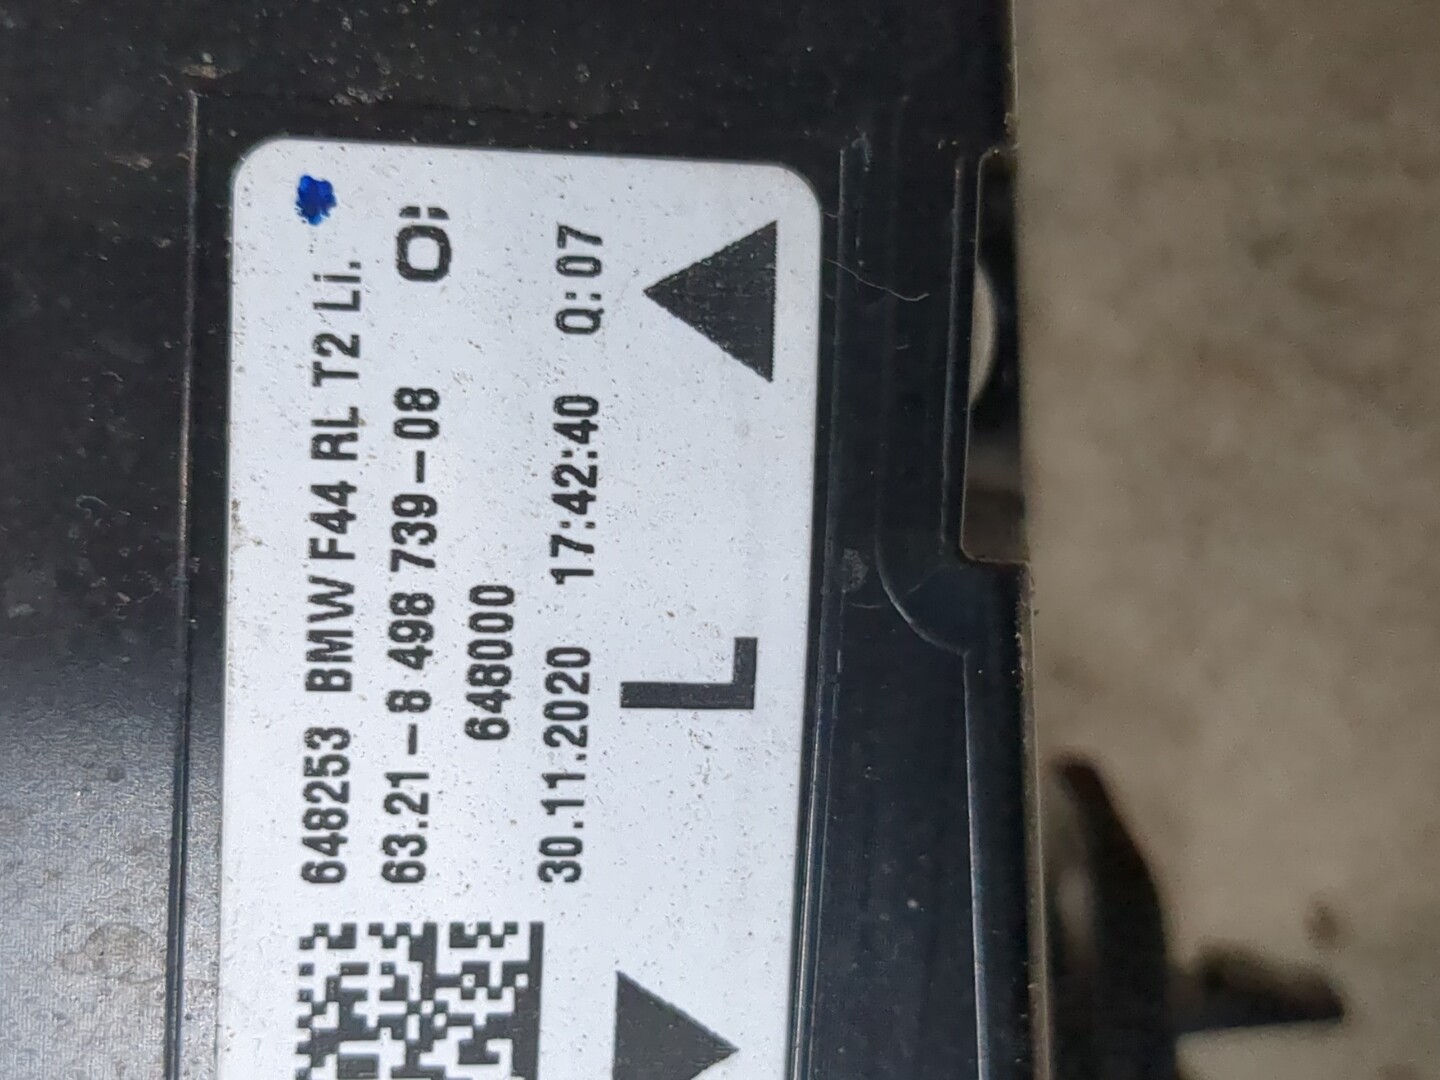 648253 BMW F44 RL T2 Li.
63.21-8 498 739-08
648000
30.11.2020 17:42:40 Q:07
L